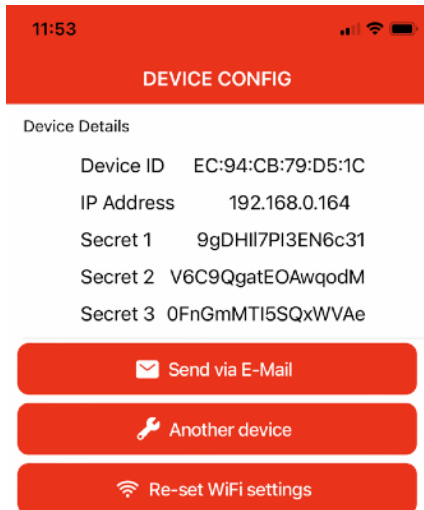 11:53
DEVICE CONFIG
Device Details
Device ID EC:94:CB:79:D5:1C
IP Address 192.168.0.164
Secret 1 9gDHIl7PI3EN6c31
Secret 2 V6C9QgatEOAwqodM
Secret 3 0FnGmMTI5SQxWVAe
Send via E-Mail
Another device
Re-set WiFi settings